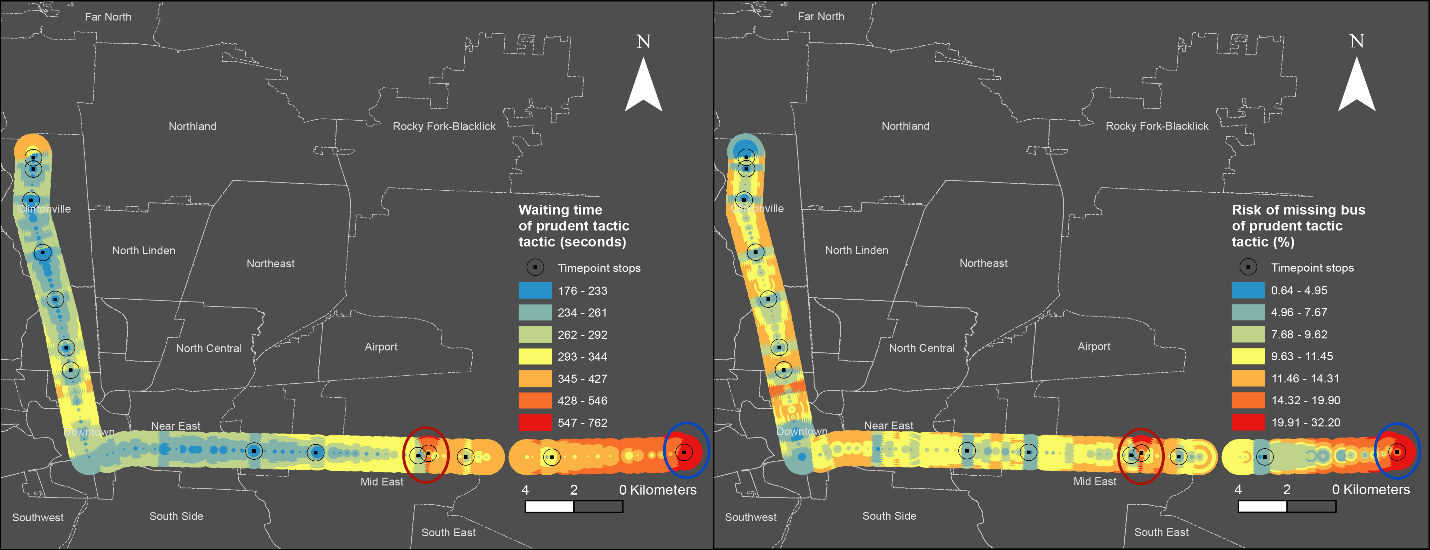 Far North
N
Northland
Rocky Fork-Blacklick
Clintonville
North Linden
Northeast
Waiting time
of prudent tactic
tactic (seconds)
Timepoint stops
176 - 233
234 - 261
262 - 292
293 - 344
345 - 427
428 - 546
547 - 762
North Central
Airport
Downtown
Near East
Mid East
4 2 0 Kilometers
Southwest
South Side
South East
Far North
N
Northland
Rocky Fork-Blacklick
Clintonville
North Linden
Northeast
Risk of missing bus
of prudent tactic
tactic (%)
Timepoint stops
0.64 - 4.95
4.96 - 7.67
7.68 - 9.62
9.63 - 11.45
11.46 - 14.31
14.32 - 19.90
19.91 - 32.20
North Central
Airport
Downtown
Near East
Mid East
4 2 0 Kilometers
Southwest
South Side
South East